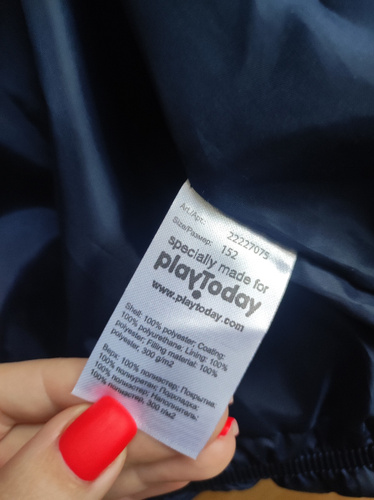 Art/Арт.: 22227075
Size/Размер: 152
specially made for
playToday
www.playtoday.com
Shell: 100% polyester; Coating:
100% polyurethane; Lining: 100%
polyester; Filling material: 100%
polyester, 300 g/m2
Верх: 100% полиэстер; Покрытие:
100% полиуретан; Подкладка:
100% полиэстер; Наполнитель:
100% полиэстер, 300 г/м2